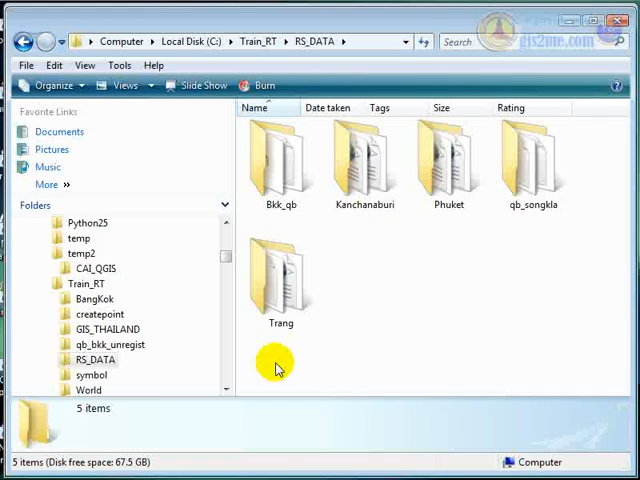 gis2me.com
Computer ▸ Local Disk (C:) ▸ Train_RT ▸ RS_DATA ▸
Search
File Edit View Tools Help
Organize Views Slide Show Burn
Favorite Links
Documents
Pictures
Music
More »
Folders
Python25
temp
temp2
CAI_QGIS
Train_RT
BangKok
createpoint
GIS_THAILAND
qb_bkk_unregist
RS_DATA
symbol
World
Name Date taken Tags Size Rating
Bkk_qb Kanchanaburi Phuket qb_songkla
Trang
5 items
5 items (Disk free space: 67.5 GB) Computer